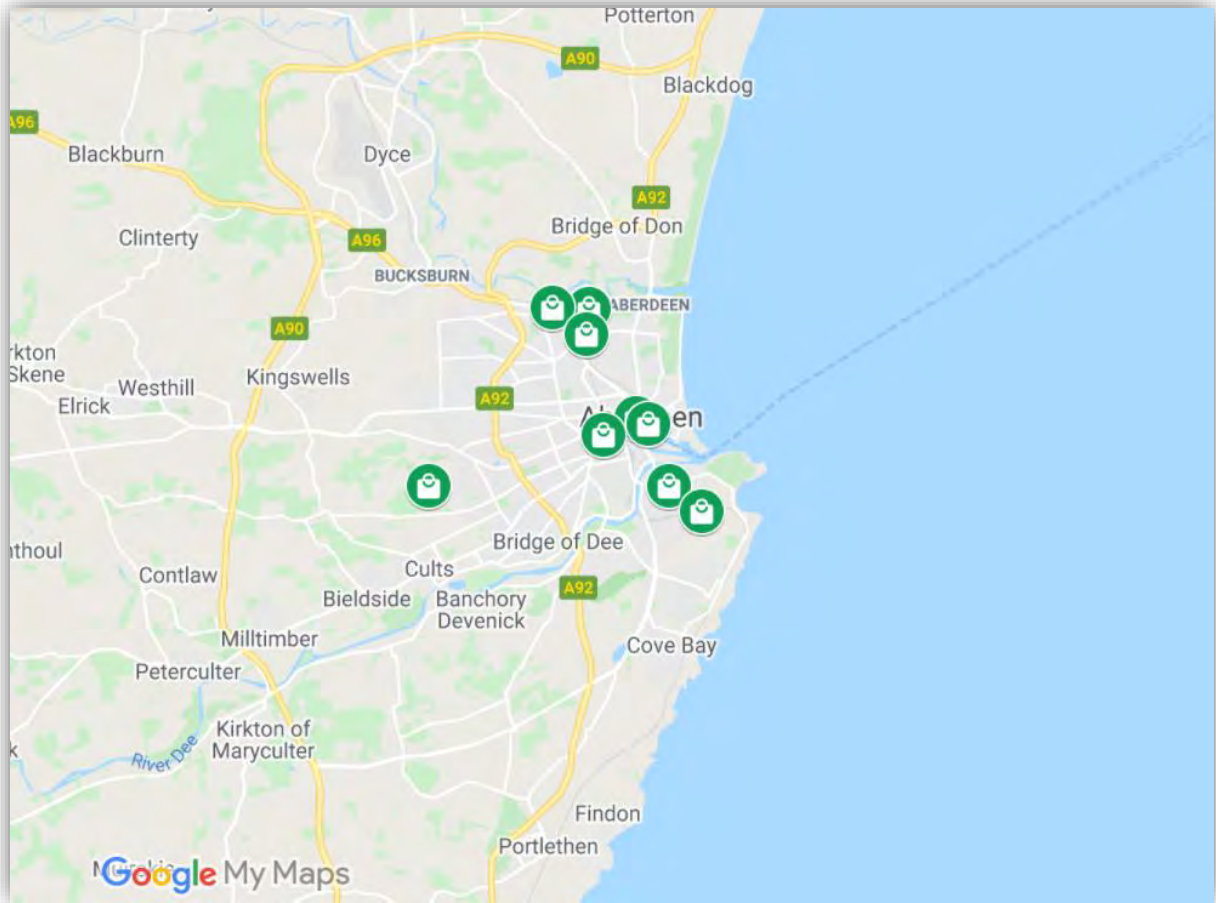 Potterton
A90
Blackdog
A96
Blackburn
Dyce
A92
Bridge of Don
Clinterty
A96
BUCKSBURN
ABERDEEN
A90
Skene
Westhill
Kingswells
Elrick
A92
Bridge of Dee
Contlaw
Cults
Bieldside
Banchory
Devenick
A92
Milltimber
Cove Bay
Peterculter
Kirkton of
Maryculter
River Dee
Findon
Portlethen
Google My Maps